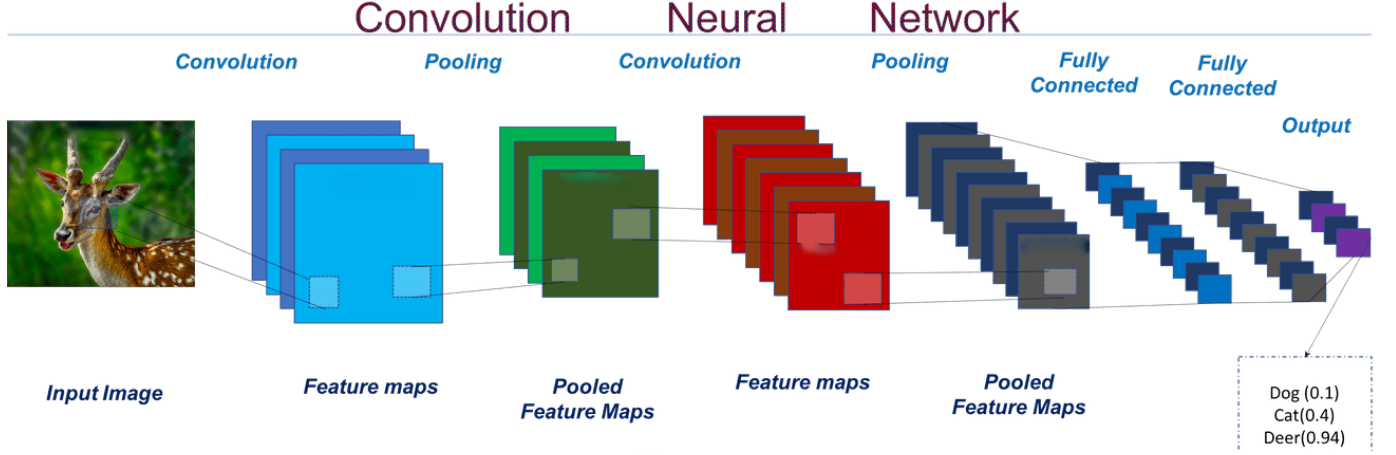 Convolution Neural Network
Convolution
Pooling
Convolution
Pooling
Fully
Connected
Fully
Connected
Output
Input Image
Feature maps
Pooled
Feature Maps
Feature maps
Pooled
Feature Maps
Dog (0.1)
Cat(0.4)
Deer(0.94)